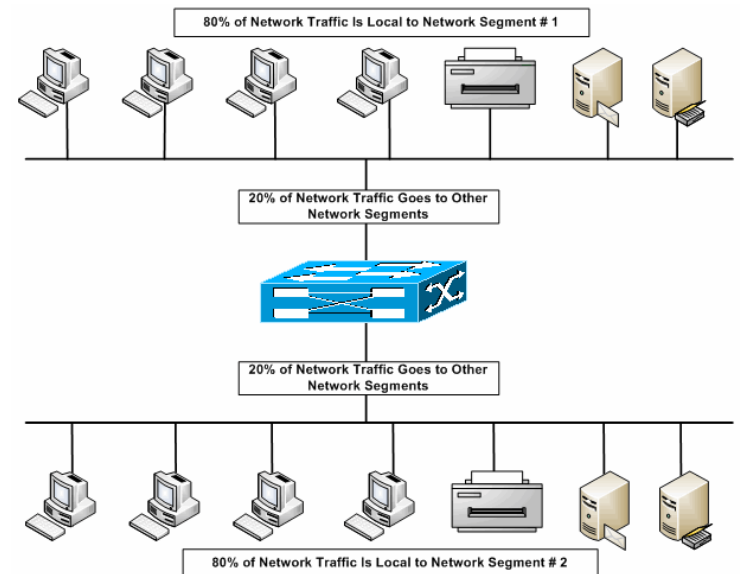 80% of Network Traffic Is Local to Network Segment # 1
20% of Network Traffic Goes to Other
Network Segments
20% of Network Traffic Goes to Other
Network Segments
80% of Network Traffic Is Local to Network Segment # 2